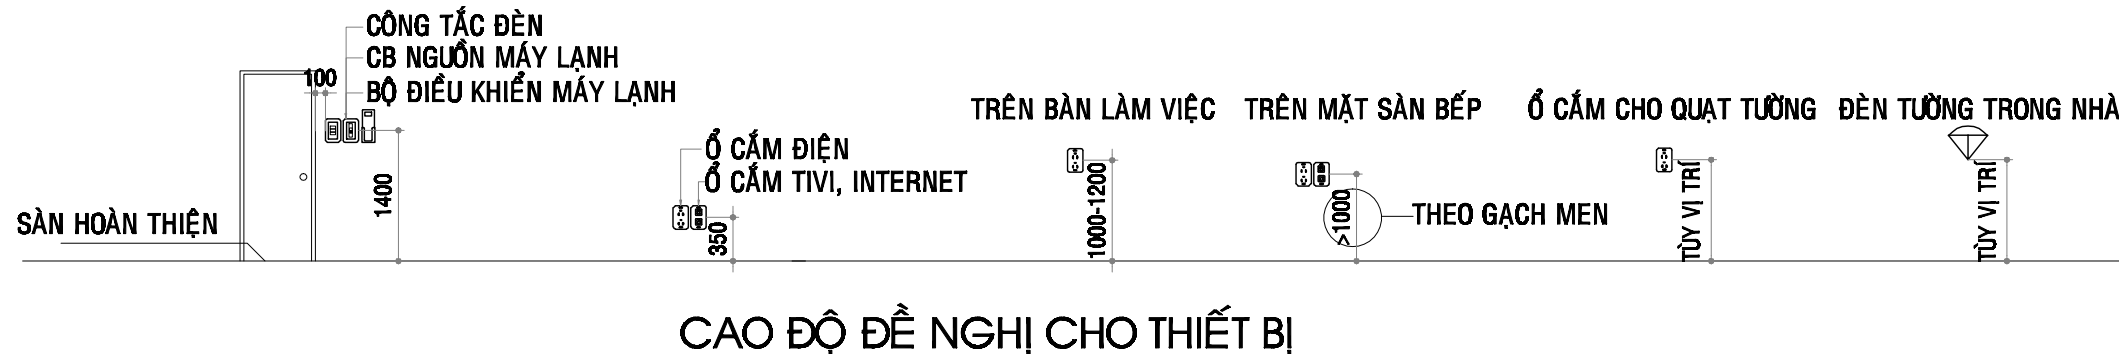 CÔNG TẮC ĐÈN
CB NGUỒN MÁY LẠNH
100
BỘ ĐIỀU KHIỂN MÁY LẠNH
1400
SÀN HOÀN THIỆN
Ổ CẮM ĐIỆN
Ổ CẮM TIVI, INTERNET
350
TRÊN BÀN LÀM VIỆC
1000-1200
TRÊN MẶT SÀN BẾP
>1000
THEO GẠCH MEN
Ổ CẮM CHO QUẠT TƯỜNG
TÙY VỊ TRÍ
ĐÈN TƯỜNG TRONG NHÀ
TÙY VỊ TRÍ
CAO ĐỘ ĐỀ NGHỊ CHO THIẾT BỊ